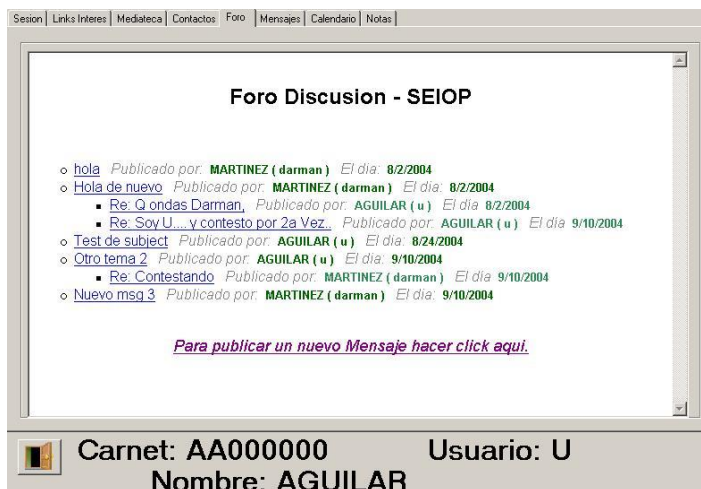 Sesion Links Interes Mediateca Contactos Foro Mensajes Calendario Notas
Foro Discusion - SEIOP
hola Publicado por: MARTINEZ ( darman ) El dia: 8/2/2004
Hola de nuevo Publicado por: MARTINEZ ( darman ) El dia: 8/2/2004
Re: Q ondas Darman, Publicado por: AGUILAR ( u ) El dia 8/2/2004
Re: Soy U.... y contesto por 2a Vez.. Publicado por: AGUILAR ( u ) El dia 9/10/2004
Test de subject Publicado por: AGUILAR ( u ) El dia: 8/24/2004
Otro tema 2 Publicado por: AGUILAR ( u ) El dia: 9/10/2004
Re: Contestando Publicado por: MARTINEZ ( darman ) El dia 9/10/2004
Nuevo msg 3 Publicado por: MARTINEZ ( darman ) El dia: 9/10/2004
Para publicar un nuevo Mensaje hacer click aqui.
Carnet: AA000000 Usuario: U
Nombre: AGUILAR